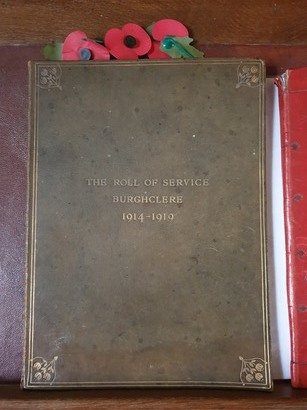 THE ROLL OF SERVICE
BURGHCLERE
1914-1919